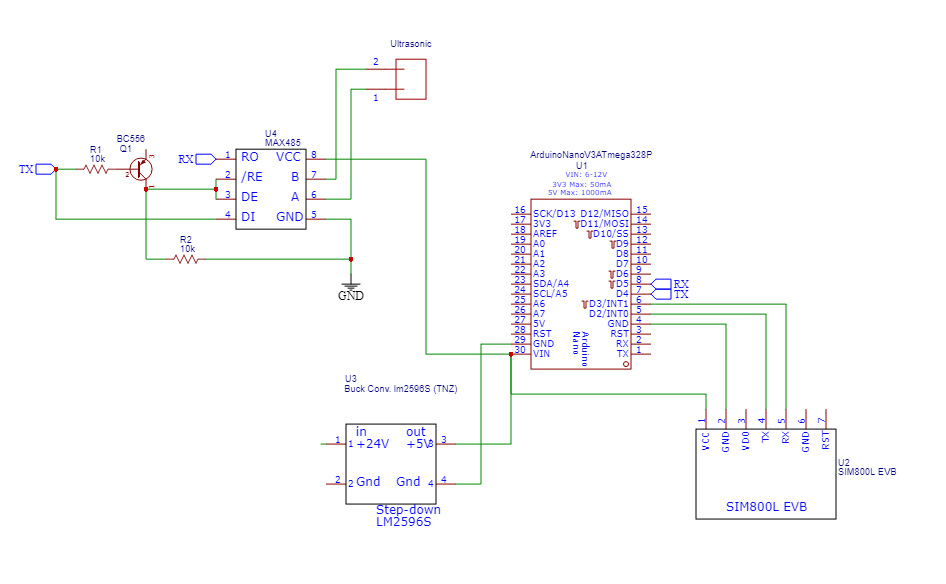 Ultrasonic
2
1
BC556
Q1
R1
10k
TX
3
2
1
U4
MAX485
RX
1 RO VCC 8
2 /RE B 7
3 DE A 6
4 DI GND 5
R2
10k
GND
ArduinoNanoV3ATmega328P
U1
VIN: 6-12V
3V3 Max: 50mA
5V Max: 1000mA
16 SCK/D13 D12/MISO 15
17 3V3 D11/MOSI 14
18 AREF D10/SS 13
19 A0 D9 12
20 A1 D8 11
21 A2 D7 10
22 A3 D6 9
23 SDA/A4 D5 8 RX
24 SCL/A5 D4 7 TX
25 A6 D3/INT1 6
26 A7 D2/INT0 5
27 5V GND 4
28 RST RST 3
29 GND RX 2
30 VIN TX 1
Arduino
Nano
U3
Buck Conv. lm2596S (TNZ)
in out
1 1 +24V +5V 3 3
2 2 Gnd Gnd 4 4
Step-down
LM2596S
1 2 3 4 5 6 7
VCC GND VDD TX RX GND RST
U2
SIM800L EVB
SIM800L EVB